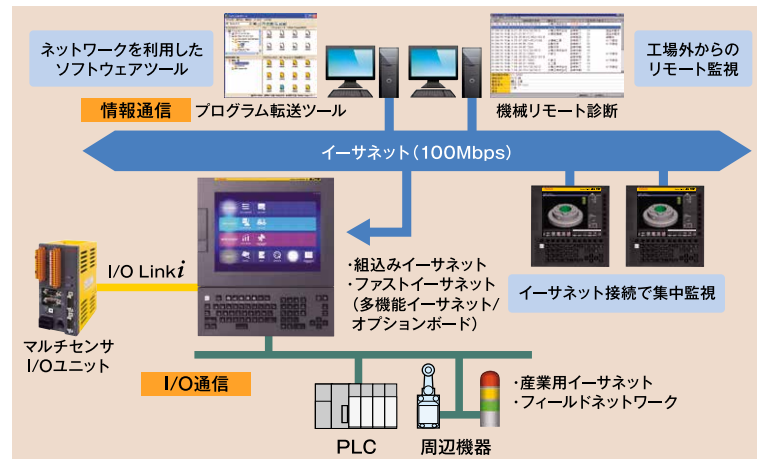 ネットワークを利用した
ソフトウェアツール
工場外からの
リモート監視
情報通信
プログラム転送ツール
機械リモート診断
イーサネット(100Mbps)
I/O Link i
・組込みイーサネット
・ファストイーサネット
(多機能イーサネット/
オプションボード)
イーサネット接続で集中監視
マルチセンサ
I/Oユニット
I/O通信
・産業用イーサネット
・フィールドネットワーク
PLC
周辺機器